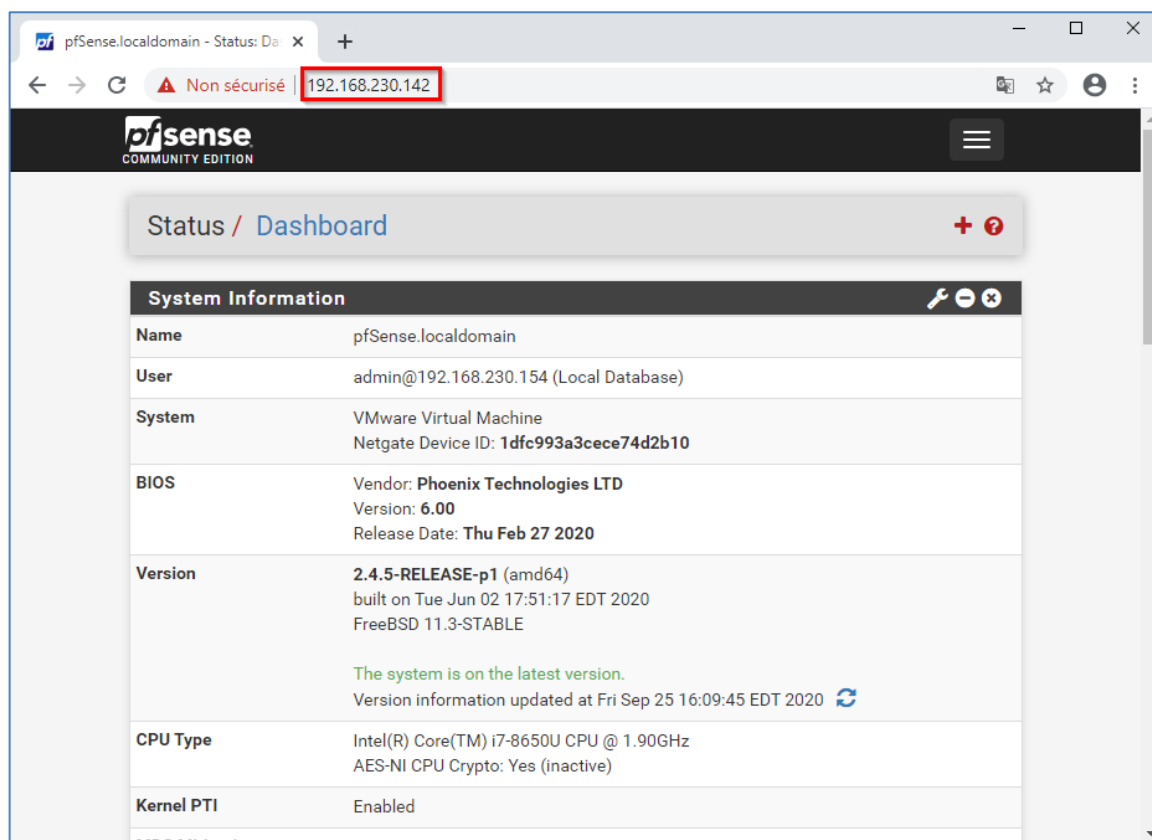 pfSense.localdomain - Status: Da
Non sécurisé 192.168.230.142
pfsense
COMMUNITY EDITION
Status / Dashboard
System Information
Name pfSense.localdomain
User admin@192.168.230.154 (Local Database)
System VMware Virtual Machine
Netgate Device ID: 1dfc993a3cece74d2b10
BIOS Vendor: Phoenix Technologies LTD
Version: 6.00
Release Date: Thu Feb 27 2020
Version 2.4.5-RELEASE-p1 (amd64)
built on Tue Jun 02 17:51:17 EDT 2020
FreeBSD 11.3-STABLE
The system is on the latest version.
Version information updated at Fri Sep 25 16:09:45 EDT 2020
CPU Type Intel(R) Core(TM) i7-8650U CPU @ 1.90GHz
AES-NI CPU Crypto: Yes (inactive)
Kernel PTI Enabled